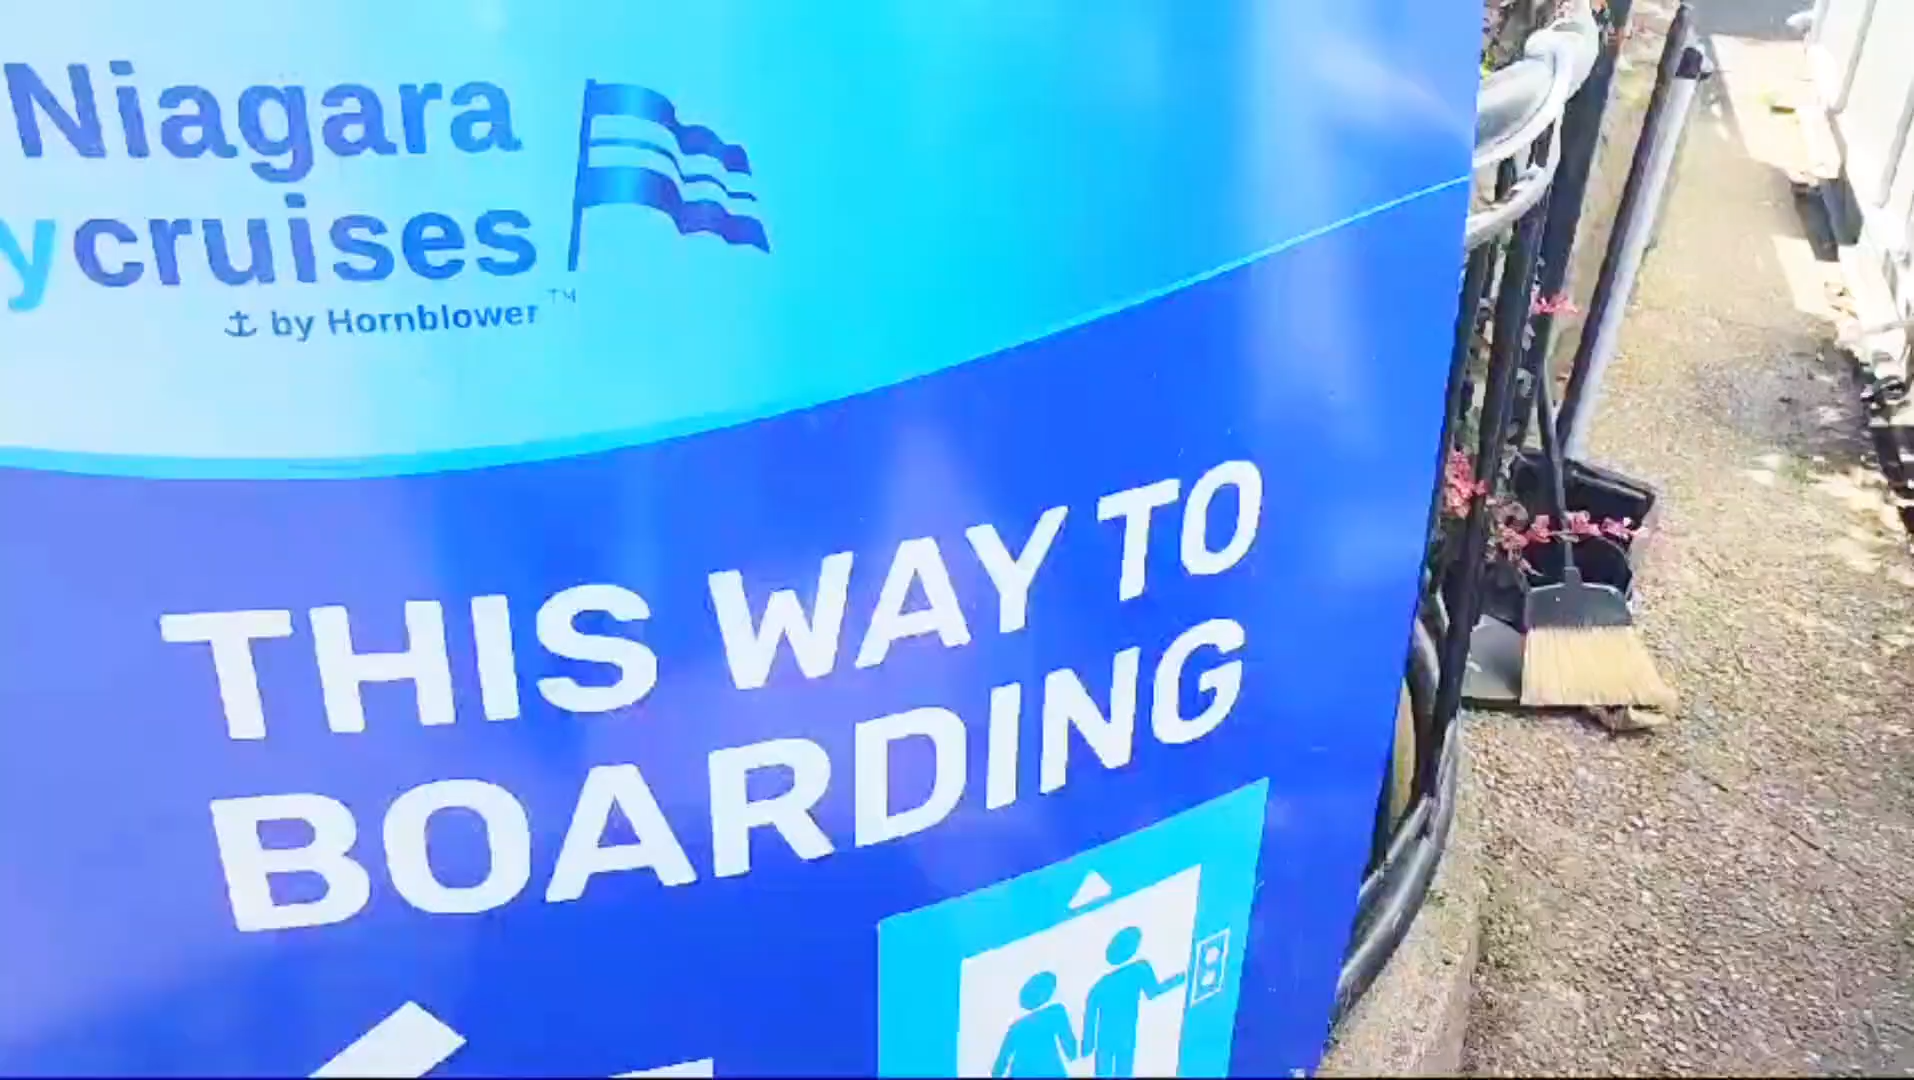 Niagara
ycruises
by Hornblower™
THIS WAY TO
BOARDING